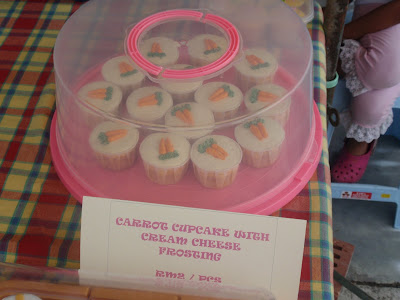 CARROT CUPCAKE WITH
CREAM CHEESE
FROSTING
RM2 / PCS